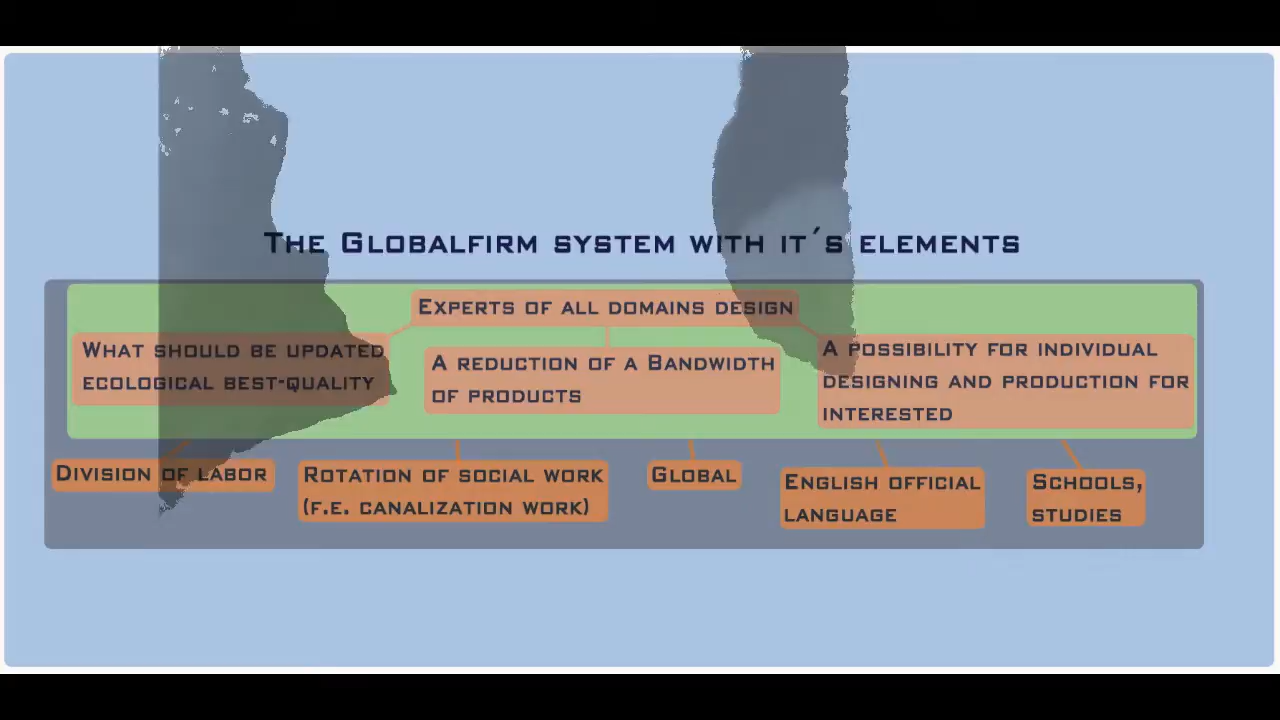 The Globalfirm system with it´s elements
Experts of all domains design
What should be updated
ecological best-quality
A reduction of a Bandwidth
of products
A possibility for individual
designing and production for
interested
Division of labor
Rotation of social work
(f.e. canalization work)
Global
English official
language
Schools,
studies